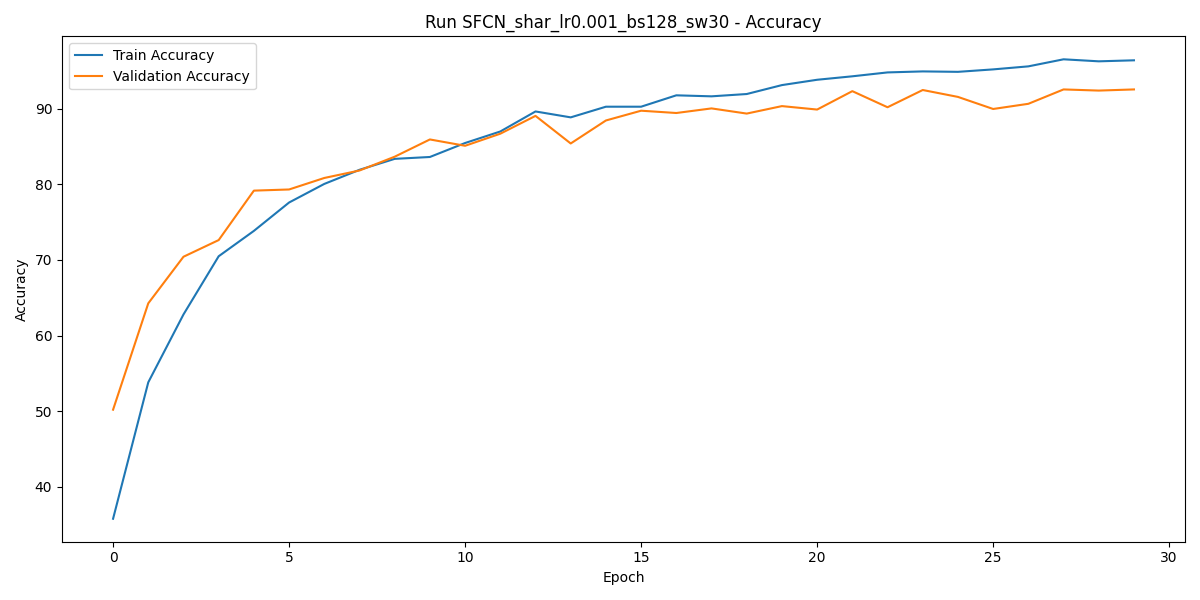 Run SFCN_shar_lr0.001_bs128_sw30 - Accuracy
Train Accuracy
Validation Accuracy
90
80
70
60
50
40
Accuracy
0 5 10 15 20 25 30
Epoch